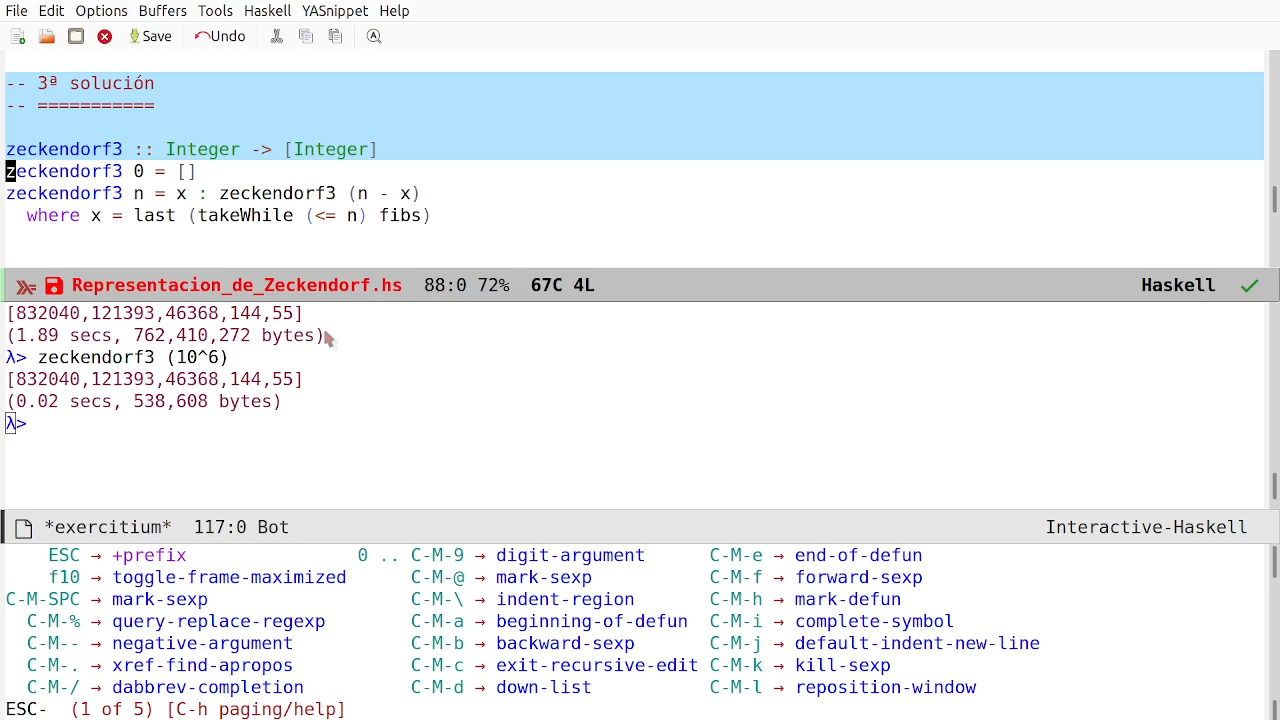 File Edit Options Buffers Tools Haskell YASnippet Help
Save Undo
-- 3ª solución
-- ===========
zeckendorf3 :: Integer -> [Integer]
zeckendorf3 0 = []
zeckendorf3 n = x : zeckendorf3 (n - x)
  where x = last (takeWhile (<= n) fibs)
Representacion_de_Zeckendorf.hs 88:0 72% 67C 4L Haskell
[832040,121393,46368,144,55]
(1.89 secs, 762,410,272 bytes)
λ> zeckendorf3 (10^6)
[832040,121393,46368,144,55]
(0.02 secs, 538,608 bytes)
λ>
*exercitium* 117:0 Bot Interactive-Haskell
ESC → +prefix 0 .. C-M-9 → digit-argument C-M-e → end-of-defun
f10 → toggle-frame-maximized C-M-@ → mark-sexp C-M-f → forward-sexp
C-M-SPC → mark-sexp C-M-\ → indent-region C-M-h → mark-defun
C-M-% → query-replace-regexp C-M-a → beginning-of-defun C-M-i → complete-symbol
C-M-- → negative-argument C-M-b → backward-sexp C-M-j → default-indent-new-line
C-M-. → xref-find-apropos C-M-c → exit-recursive-edit C-M-k → kill-sexp
C-M-/ → dabbrev-completion C-M-d → down-list C-M-l → reposition-window
ESC- (1 of 5) [C-h paging/help]